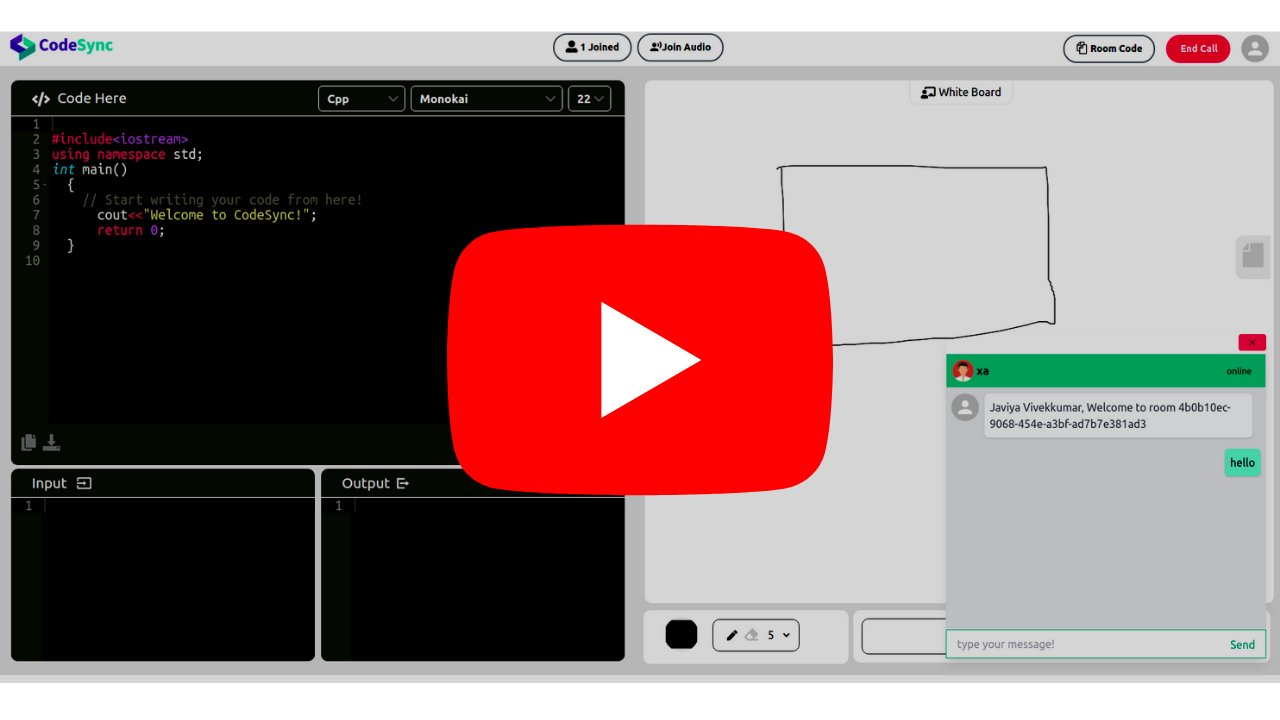 CodeSync
1 Joined
Join Audio
Room Code
End Call
</> Code Here
Cpp
Monokai
22
1
2 #include<iostream>
3 using namespace std;
4 int main()
5 {
6 // Start writing your code from here!
7 cout<<"Welcome to CodeSync!";
8 return 0;
9 }
10
Input
1
Output
1
White Board
5
×
xa
online
Javiya Vivekkumar, Welcome to room 4b0b10ec-
9068-454e-a3bf-ad7b7e381ad3
hello
type your message!
Send